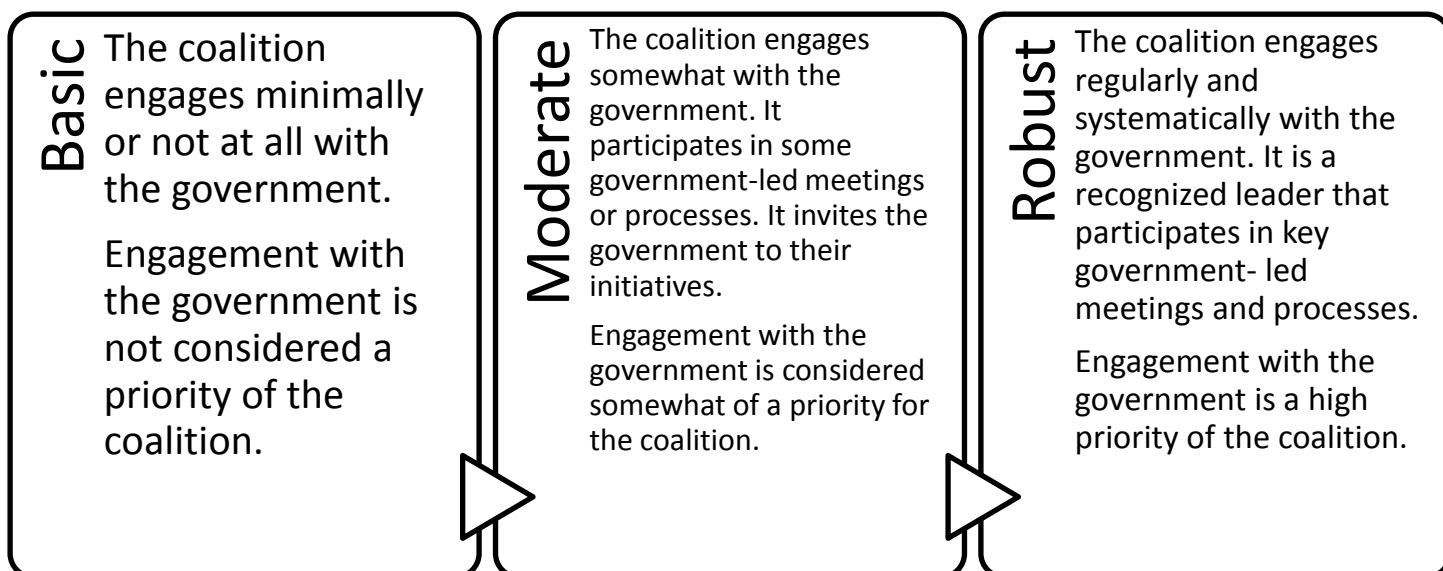 Basic
The coalition
engages minimally
or not at all with
the government.
Engagement with
the government is
not considered a
priority of the
coalition.
Moderate
The coalition engages
somewhat with the
government. It
participates in some
government-led meetings
or processes. It invites the
government to their
initiatives.
Engagement with the
government is considered
somewhat of a priority for
the coalition.
Robust
The coalition engages
regularly and
systematically with the
government. It is a
recognized leader that
participates in key
government- led
meetings and processes.
Engagement with the
government is a high
priority of the coalition.